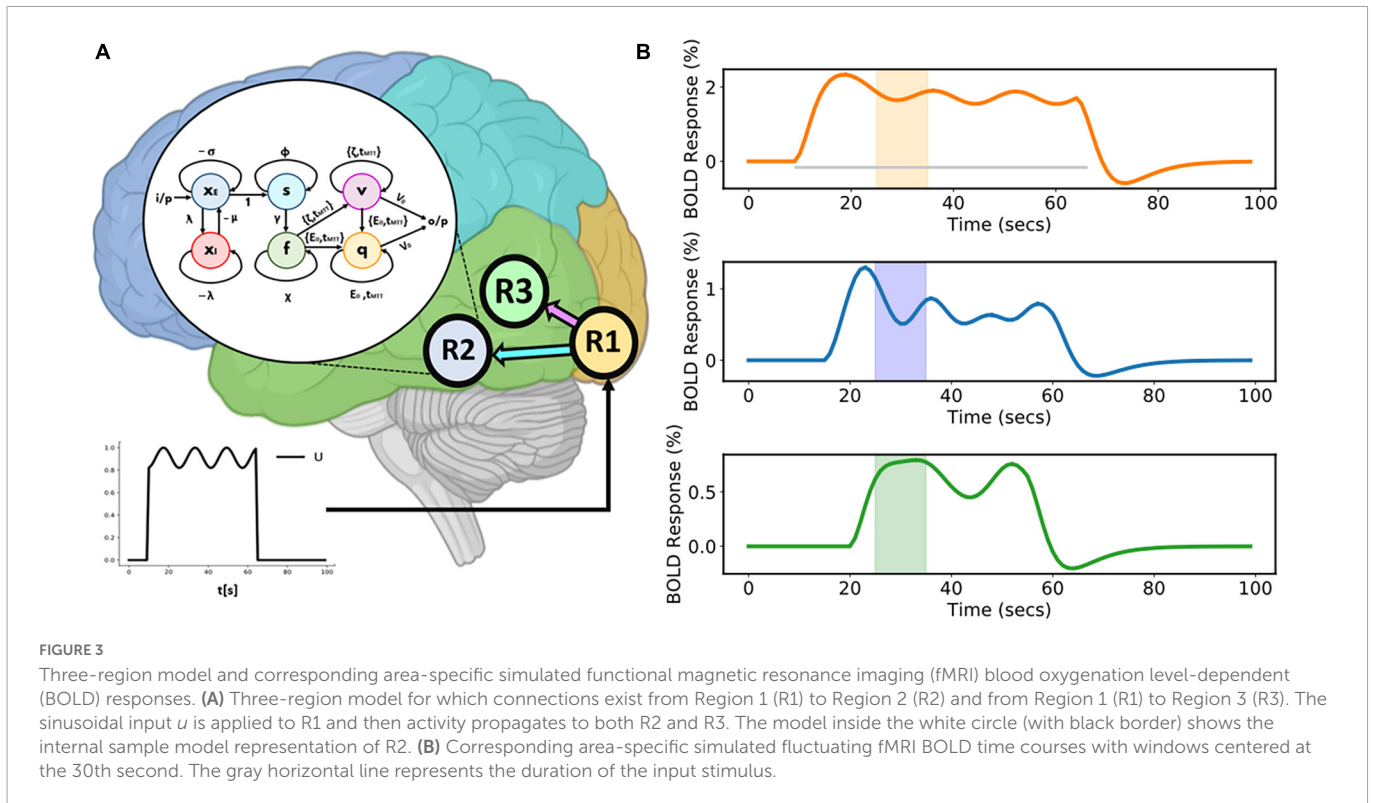 A
B
-σ
ϕ
{ζ,tMTT}
i/p
xE
1
s
v
V0
λ
-μ
γ
{ζ,tMTT}
{E0,tMTT}
o/p
xI
f
{E0,tMTT}
q
V0
-λ
χ
E0 ,tMTT
R3
R2
R1
1.0
0.8
0.6
0.4
0.2
0.0
U
0 20 40 60 80 100
t[s]
BOLD Response (%)
2
0
0 20 40 60 80 100
Time (secs)
BOLD Response (%)
1
0
0 20 40 60 80 100
Time (secs)
BOLD Response (%)
0.5
0.0
0 20 40 60 80 100
Time (secs)
FIGURE 3
Three-region model and corresponding area-specific simulated functional magnetic resonance imaging (fMRI) blood oxygenation level-dependent
(BOLD) responses. (A) Three-region model for which connections exist from Region 1 (R1) to Region 2 (R2) and from Region 1 (R1) to Region 3 (R3). The
sinusoidal input u is applied to R1 and then activity propagates to both R2 and R3. The model inside the white circle (with black border) shows the
internal sample model representation of R2. (B) Corresponding area-specific simulated fluctuating fMRI BOLD time courses with windows centered at
the 30th second. The gray horizontal line represents the duration of the input stimulus.